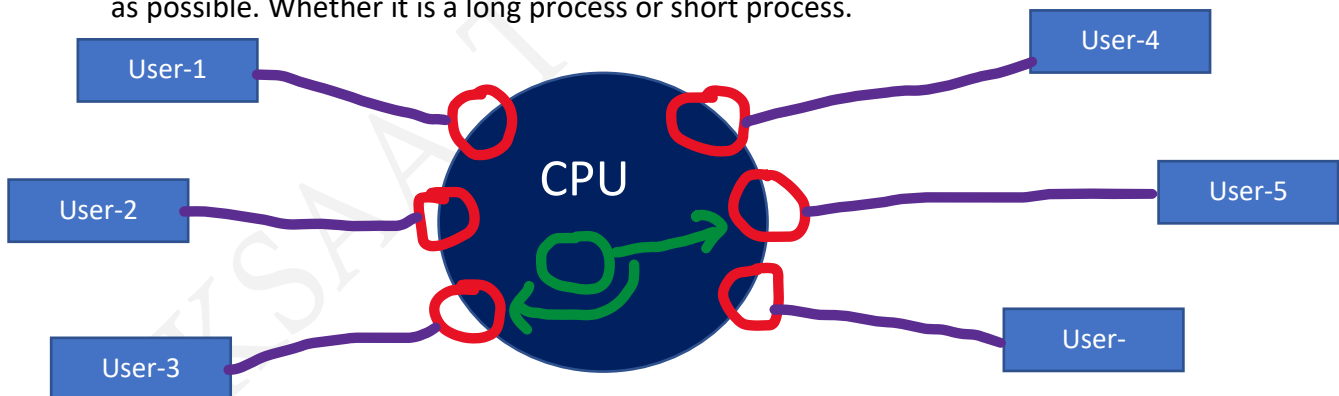 as possible. Whether it is a long process or short process.
User-4
User-1
CPU
User-5
User-2
User-
User-3
KSAAT